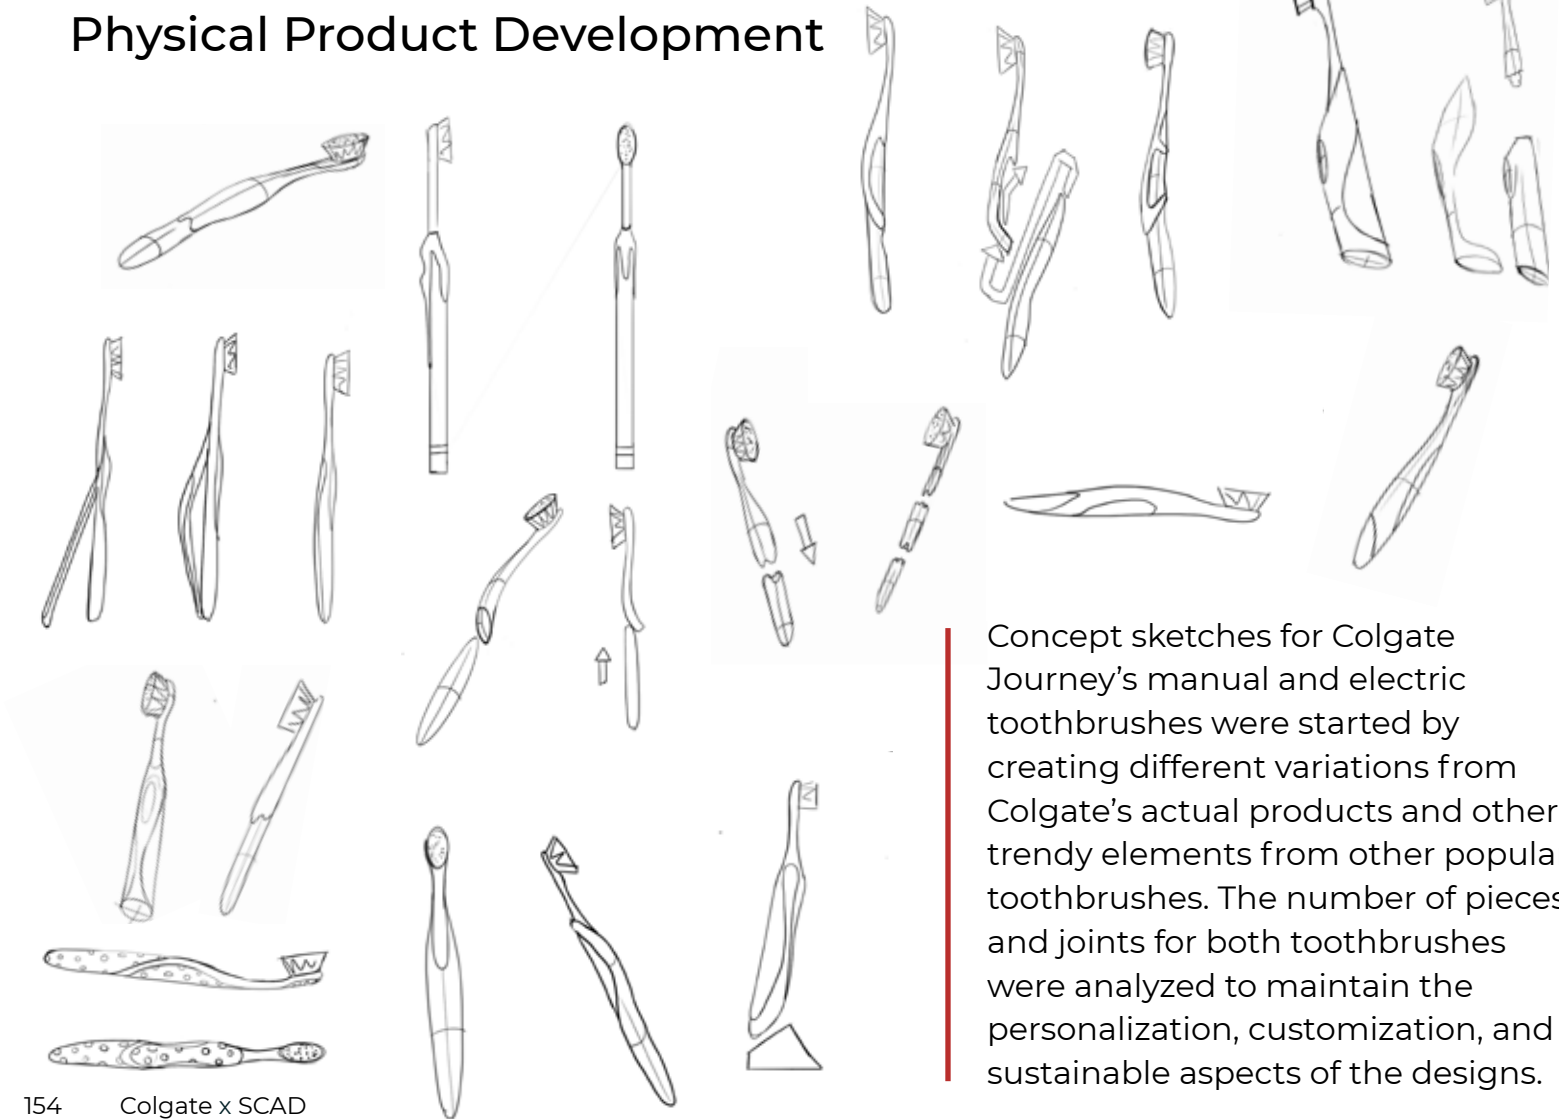 Physical Product Development
Concept sketches for Colgate
Journey’s manual and electric
toothbrushes were started by
creating different variations from
Colgate’s actual products and other
trendy elements from other popula
toothbrushes. The number of pieces
and joints for both toothbrushes
were analyzed to maintain the
personalization, customization, and
sustainable aspects of the designs.
154 Colgate x SCAD